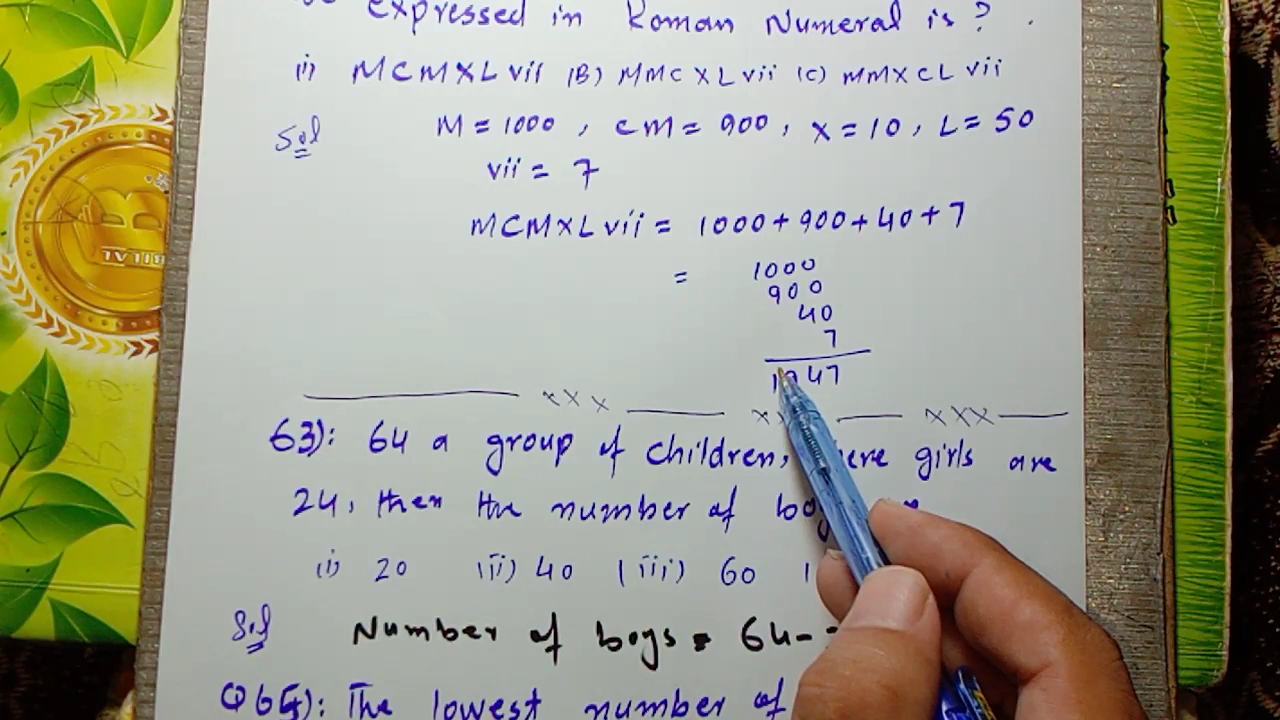 expressed in Roman Numeral is?
(i) MCMXLvii (B) MMCXLvii (C) MMXCLvii
Sol M = 1000, CM = 900, X = 10, L = 50
vii = 7
MCMXLvii = 1000 + 900 + 40 + 7
= 1000
900
40
7
1947
xxx xxx
63): 64 a group of children, girls are
24, then the number of
(i) 20 (ii) 40 (iii) 60
Sol Number of boys = 64-
Q64): The lowest number of
BILAL